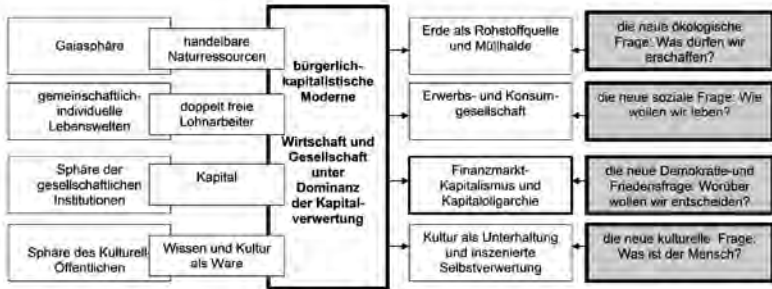 Gaiasphäre
handelbare
Naturressourcen
gemeinschaftlich-
individuelle
Lebenswelten
doppelt freie
Lohnarbeiter
Sphäre der
gesellschaftlichen
Institutionen
Kapital
Sphäre des Kulturell-
Öffentlichen
Wissen und Kultur
als Ware
bürgerlich-
kapitalistische
Moderne
Wirtschaft und
Gesellschaft
unter
Dominanz
der Kapital-
verwertung
Erde als Rohstoffquelle
und Müllhalde
Erwerbs- und Konsum-
gesellschaft
Finanzmarkt-
Kapitalismus und
Kapitaloligarchie
Kultur als Unterhaltung
und inszenierte
Selbstverwertung
die neue ökologische
Frage: Was dürfen wir
erschaffen?
die neue soziale Frage: Wie
wollen wir leben?
die neue Demokratie-und
Friedensfrage: Worüber
wollen wir entscheiden?
die neue kulturelle Frage:
Was ist der Mensch?